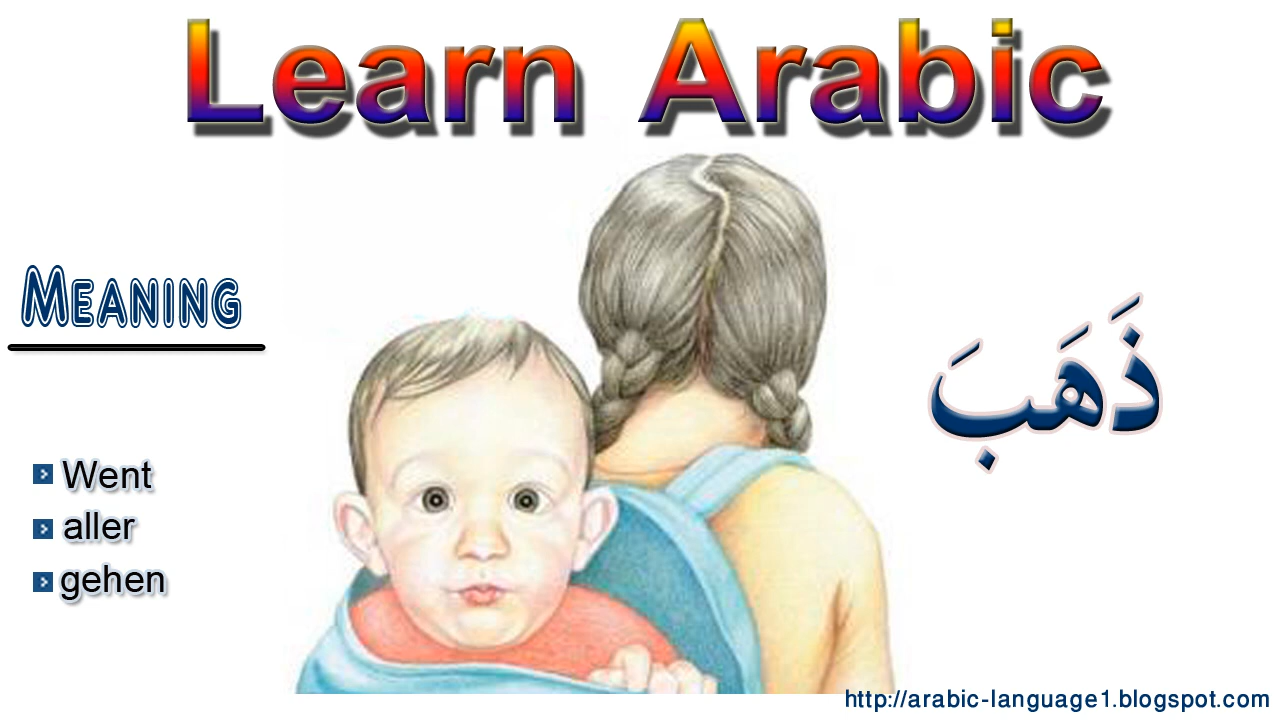 Learn Arabic
MEANING
Went
aller
gehen
ذَهَبَ
http://arabic-language1.blogspot.com